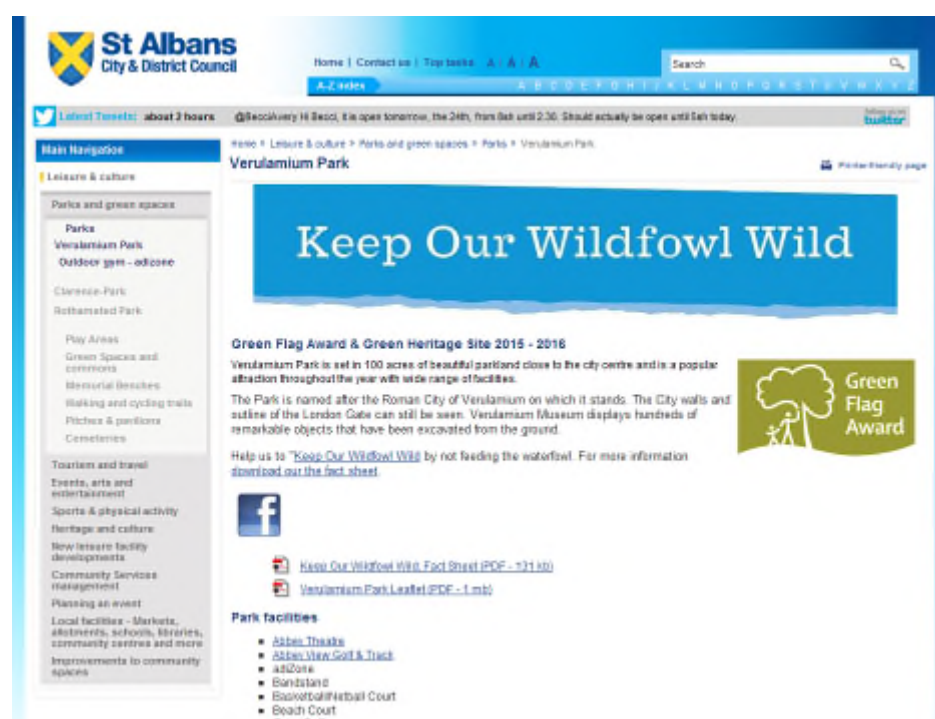 St Albans
City & District Council
Home | Contact us | Top tasks A A A
Search
A-Z index
A B C D E F G H I J K L M N O P Q R S T U V W X Y Z
Latest Tweets: about 2 hours @BecciAvery Hi Becci, it is open tomorrow, the 24th, from 8ish until 2.30. Should actually be open until 5ish today.
twitter
Main Navigation
Home > Leisure & culture > Parks and green spaces > Parks > Verulamium Park
Verulamium Park
Printer friendly page
Leisure & culture
Parks and green spaces
Parks
Verulamium Park
Outdoor gym - adizone
Clarence-Park
Rothamsted Park
Play Areas
Green Spaces and
commons
Memorial Benches
Walking and cycling trails
Pitches & pavilions
Cemeteries
Tourism and travel
Events, arts and
entertainment
Sports & physical activity
Heritage and culture
New leisure facility
developments
Community Services
management
Planning an event
Local facilities - Markets,
allotments, schools, libraries,
community centres and more
Improvements to community
spaces
Keep Our Wildfowl Wild
Green Flag Award & Green Heritage Site 2015 - 2016
Verulamium Park is set in 100 acres of beautiful parkland close to the city centre and is a popular
attraction throughout the year with wide range of facilities.
The Park is named after the Roman City of Verulamium on which it stands. The City walls and
outline of the London Gate can still be seen. Verulamium Museum displays hundreds of
remarkable objects that have been excavated from the ground.
Help us to "Keep Our Wildfowl Wild by not feeding the waterfowl. For more information
download our the fact sheet.
Green
Flag
Award
f
Keep Our Wildfowl Wild Fact Sheet (PDF - 131 kb)
Verulamium Park Leaflet (PDF - 1 mb)
Park facilities
Abbey Theatre
Abbey View Golf & Track
adiZone
Bandstand
Basketball/Netball Court
Beach Court